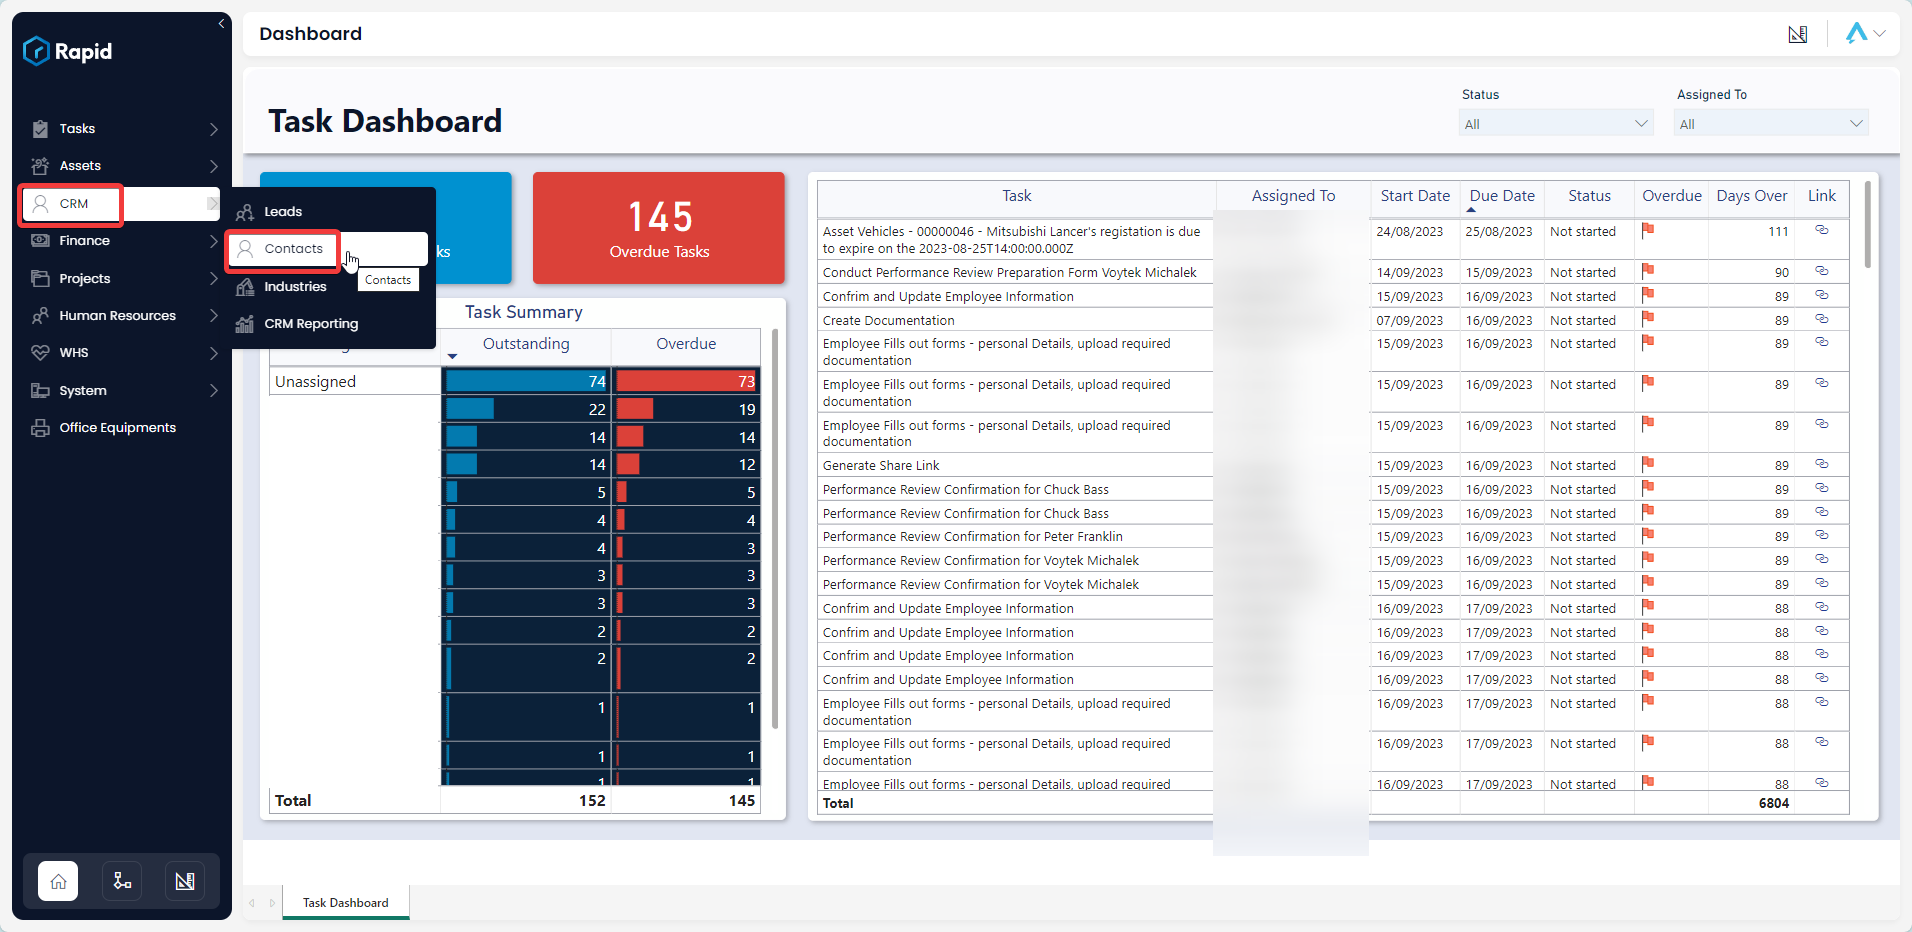 Rapid
Tasks
Assets
CRM
Finance
Projects
Human Resources
WHS
System
Office Equipments
Leads
Contacts
Industries
CRM Reporting
Contacts
Dashboard
Task Dashboard
Status
All
Assigned To
All
ks
145
Overdue Tasks
Task Summary
Outstanding Overdue
Unassigned 74 73
22 19
14 14
14 12
5 5
4 4
4 3
3 3
3 3
2 2
2 2
1 1
1 1
1 1
Total 152 145
Task Assigned To Start Date Due Date Status Overdue Days Over Link
Asset Vehicles - 00000046 - Mitsubishi Lancer's registation is due 24/08/2023 25/08/2023 Not started 111
to expire on the 2023-08-25T14:00:00.000Z
Conduct Performance Review Preparation Form Voytek Michalek 14/09/2023 15/09/2023 Not started 90
Confrim and Update Employee Information 15/09/2023 16/09/2023 Not started 89
Create Documentation 07/09/2023 16/09/2023 Not started 89
Employee Fills out forms - personal Details, upload required 15/09/2023 16/09/2023 Not started 89
documentation
Employee Fills out forms - personal Details, upload required 15/09/2023 16/09/2023 Not started 89
documentation
Employee Fills out forms - personal Details, upload required 15/09/2023 16/09/2023 Not started 89
documentation
Generate Share Link 15/09/2023 16/09/2023 Not started 89
Performance Review Confirmation for Chuck Bass 15/09/2023 16/09/2023 Not started 89
Performance Review Confirmation for Chuck Bass 15/09/2023 16/09/2023 Not started 89
Performance Review Confirmation for Peter Franklin 15/09/2023 16/09/2023 Not started 89
Performance Review Confirmation for Voytek Michalek 15/09/2023 16/09/2023 Not started 89
Performance Review Confirmation for Voytek Michalek 15/09/2023 16/09/2023 Not started 89
Confrim and Update Employee Information 16/09/2023 17/09/2023 Not started 88
Confrim and Update Employee Information 16/09/2023 17/09/2023 Not started 88
Confrim and Update Employee Information 16/09/2023 17/09/2023 Not started 88
Confrim and Update Employee Information 16/09/2023 17/09/2023 Not started 88
Employee Fills out forms - personal Details, upload required 16/09/2023 17/09/2023 Not started 88
documentation
Employee Fills out forms - personal Details, upload required 16/09/2023 17/09/2023 Not started 88
documentation
Employee Fills out forms - personal Details, upload required 16/09/2023 17/09/2023 Not started 88
Total 6804
Task Dashboard